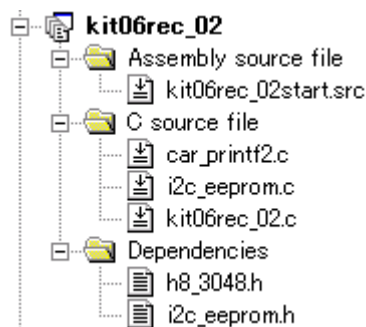 kit06rec_02
Assembly source file
kit06rec_02start.src
C source file
car_printf2.c
i2c_eeprom.c
kit06rec_02.c
Dependencies
h8_3048.h
i2c_eeprom.h